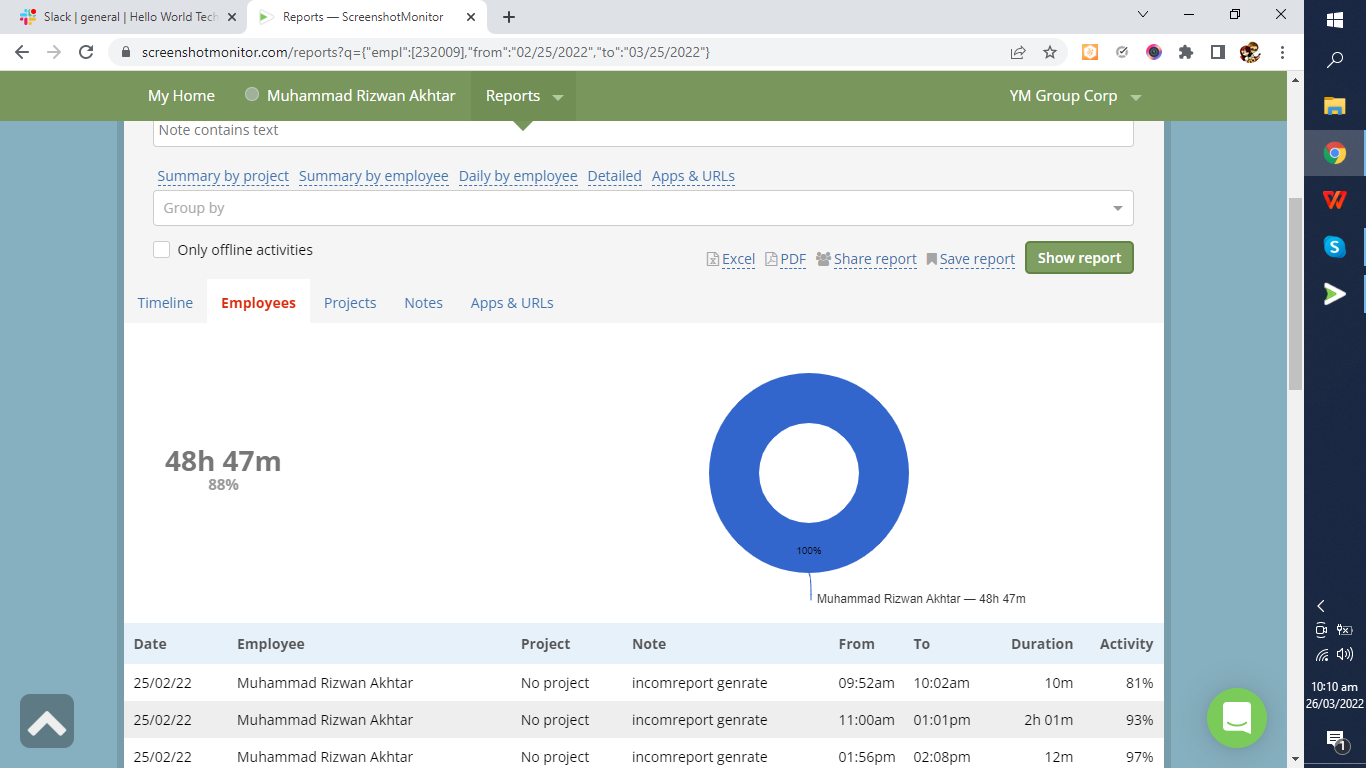 Slack | general | Hello World Tech
Reports — ScreenshotMonitor
screenshotmonitor.com/reports?q={"empl":[232009],"from":"02/25/2022","to":"03/25/2022"}
My Home Muhammad Rizwan Akhtar Reports YM Group Corp
Note contains text
Summary by project Summary by employee Daily by employee Detailed Apps & URLs
Group by
Only offline activities
Excel PDF Share report Save report Show report
Timeline Employees Projects Notes Apps & URLs
48h 47m
88%
100%
Muhammad Rizwan Akhtar — 48h 47m
Date Employee Project Note From To Duration Activity
25/02/22 Muhammad Rizwan Akhtar No project incomreport genrate 09:52am 10:02am 10m 81%
25/02/22 Muhammad Rizwan Akhtar No project incomreport genrate 11:00am 01:01pm 2h 01m 93%
25/02/22 Muhammad Rizwan Akhtar No project incomreport genrate 01:56pm 02:08pm 12m 97%
10:10 am
26/03/2022
1